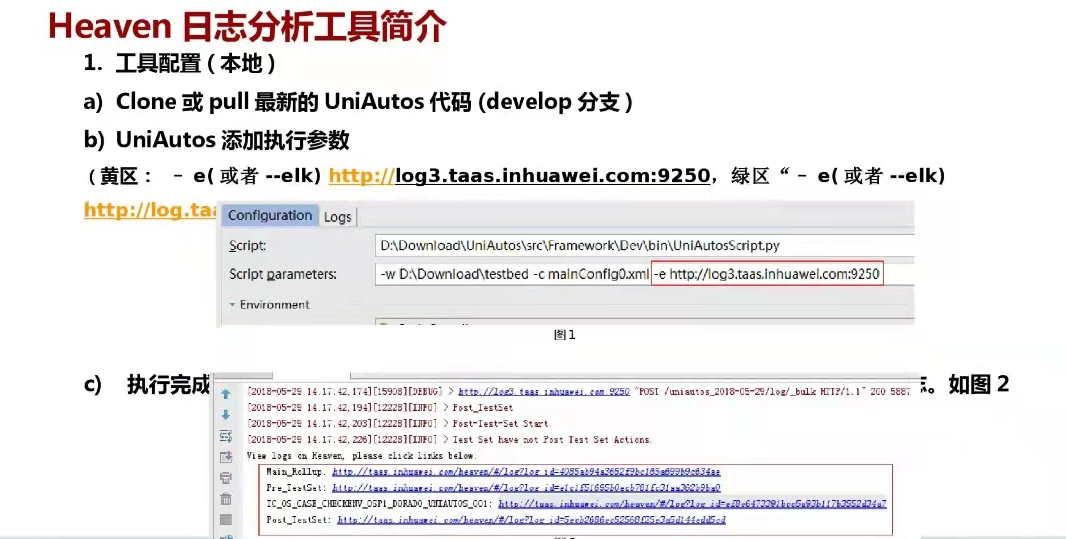 Heaven 日志分析工具简介
1. 工具配置 ( 本地 )
a) Clone 或 pull 最新的 UniAutos 代码 (develop 分支 )
b) UniAutos 添加执行参数
( 黄区： – e( 或者 --elk) http://log3.taas.inhuawei.com:9250，绿区 “ – e( 或者 --elk)
http://log.taa
Configuration Logs
Script: D:\Download\UniAutos\src\Framework\Dev\bin\UniAutosScript.py
Script parameters: -w D:\Download\testbed -c mainConfig0.xml -e http://log3.taas.inhuawei.com:9250
Environment
图1
c) 执行完成 。如图 2
[2018-05-29 14:17:42,174][15908][DEBUG] > http://log3.taas.inhuawei.com:9250 "POST /uniautos_2018-05-29/log/_bulk HTTP/1.1" 200 5887
[2018-05-29 14:17:42,194][12228][INFO] > Post_TestSet
[2018-05-29 14:17:42,203][12228][INFO] > Post-Test-Set Start.
[2018-05-29 14:17:42,226][12228][INFO] > Test Set have not Post Test Set Actions.
View logs on Heaven, please click links below.
Main_Rollup: http://taas.inhuawei.com/heaven/#/log?log_id=
Pre_TestSet: http://taas.inhuawei.com/heaven/#/log?log_id=
TC_OS_CASE_CHECKENV_OSP1_DORADO_UNIAUTOS_001: http://taas.inhuawei.com/heaven/#/log?log_id=
Post_TestSet: http://taas.inhuawei.com/heaven/#/log?log_id=